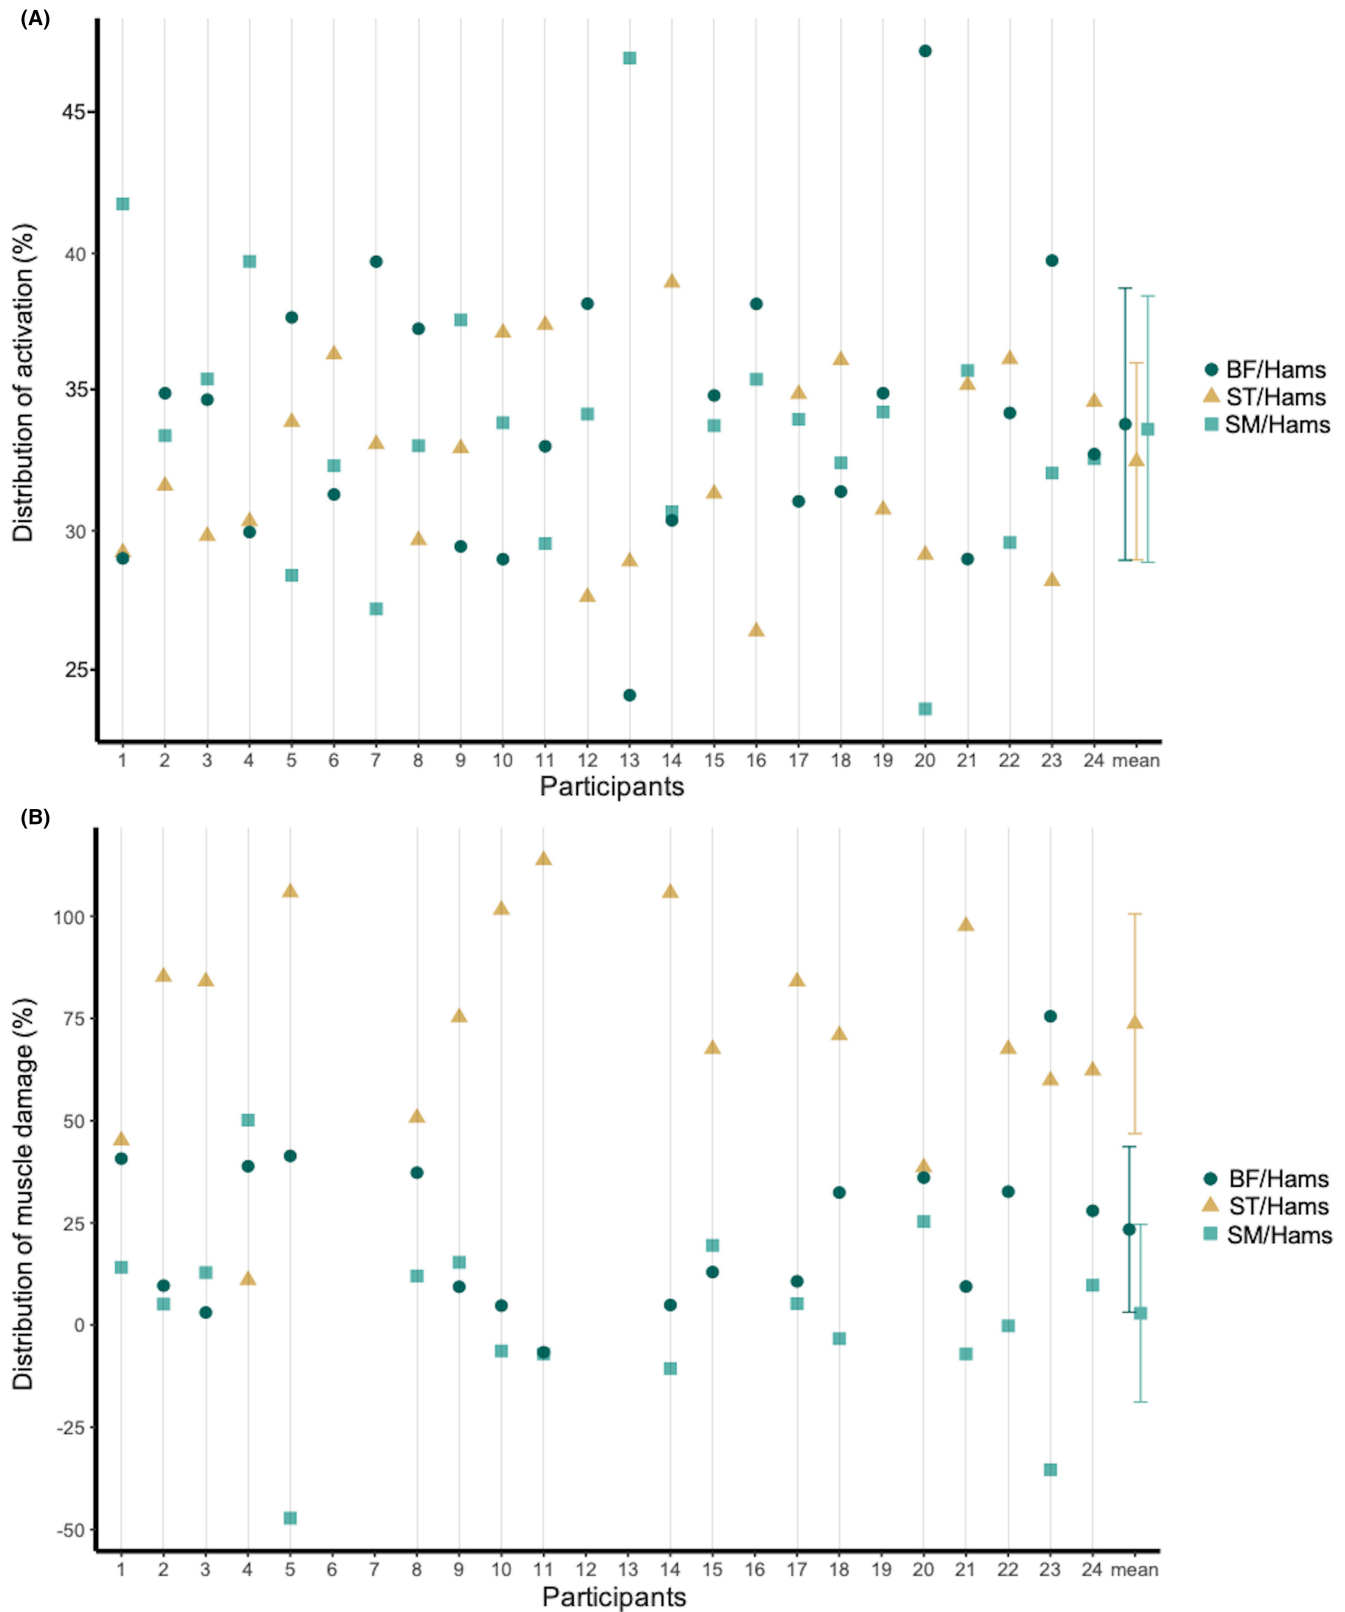 (A)
Distribution of activation (%)
45
40
35
30
25
1 2 3 4 5 6 7 8 9 10 11 12 13 14 15 16 17 18 19 20 21 22 23 24 mean
Participants
BF/Hams
ST/Hams
SM/Hams
(B)
Distribution of muscle damage (%)
100
75
50
25
0
-25
-50
1 2 3 4 5 6 7 8 9 10 11 12 13 14 15 16 17 18 19 20 21 22 23 24 mean
Participants
BF/Hams
ST/Hams
SM/Hams